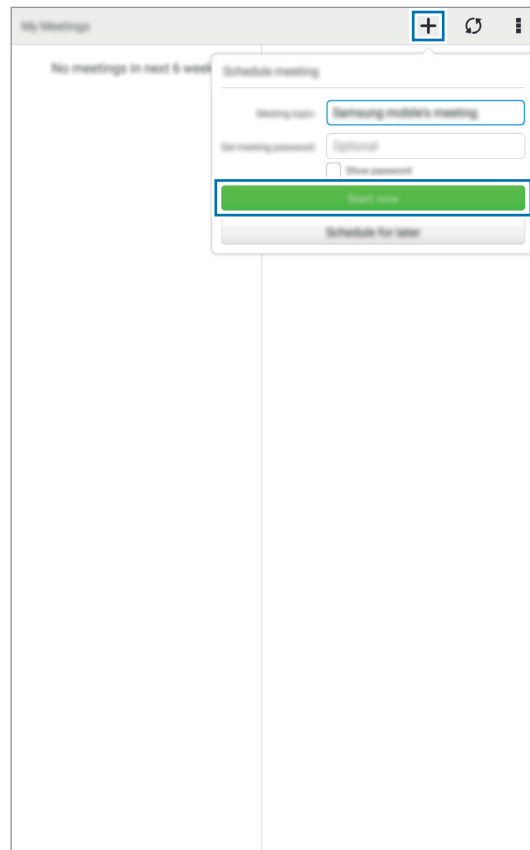 My Meetings
No meetings in next 6 week
Schedule meeting
Meeting topic:
Samsung mobile's meeting
Set meeting password:
Optional
Show password
Start now
Schedule for later